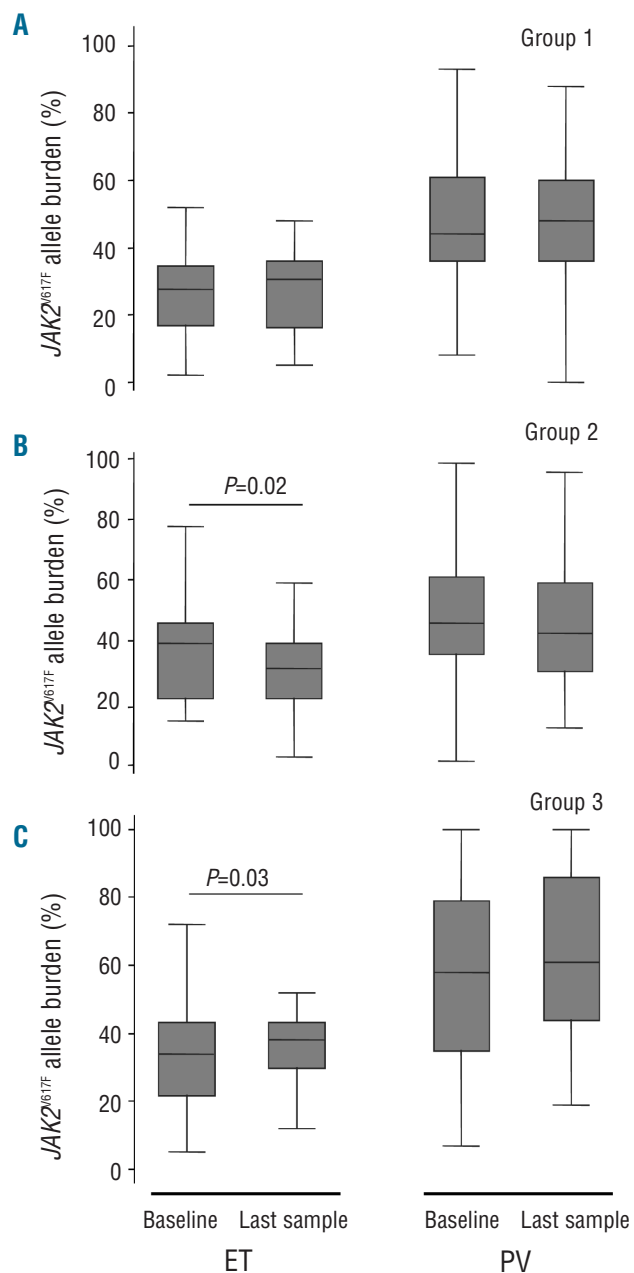 A
Group 1
JAK2V617F allele burden (%)
100
80
60
40
20
0
B
Group 2
JAK2V617F allele burden (%)
100
80
60
40
20
0
P=0.02
C
Group 3
JAK2V617F allele burden (%)
100
80
60
40
20
0
P=0.03
Baseline Last sample Baseline Last sample
ET PV